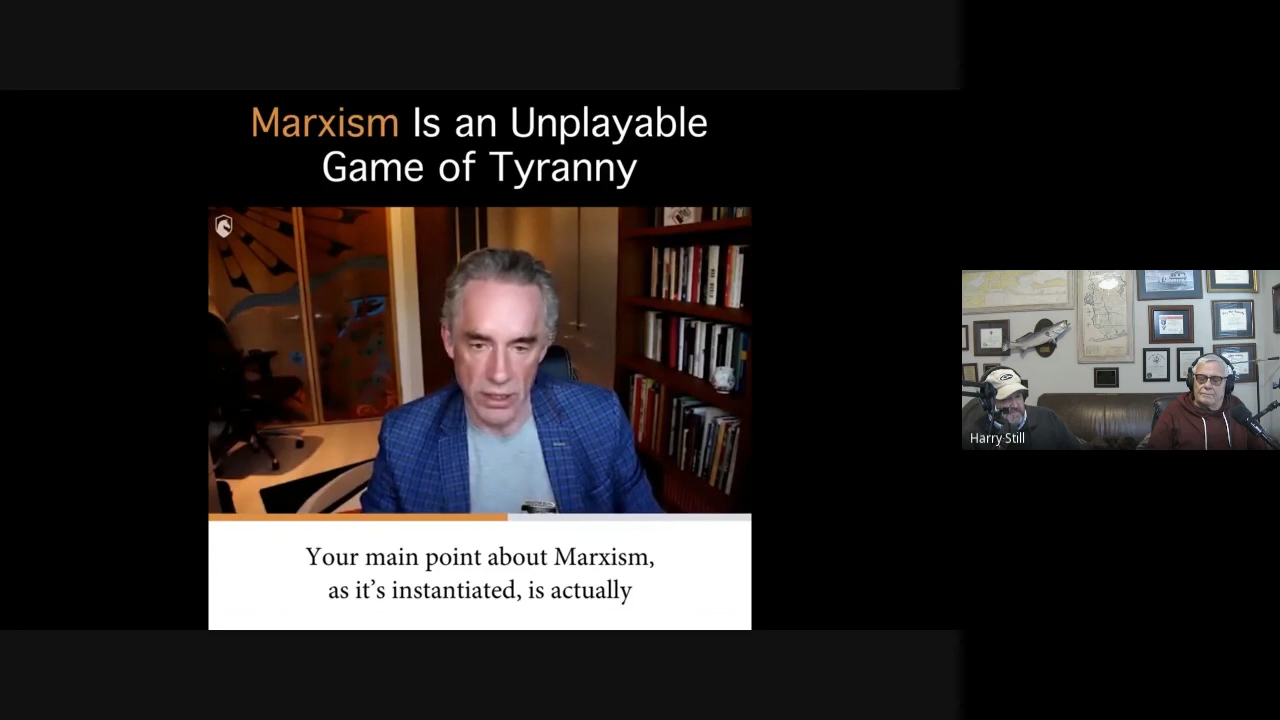 Marxism Is an Unplayable
Game of Tyranny
Your main point about Marxism,
as it’s instantiated, is actually
Harry Still